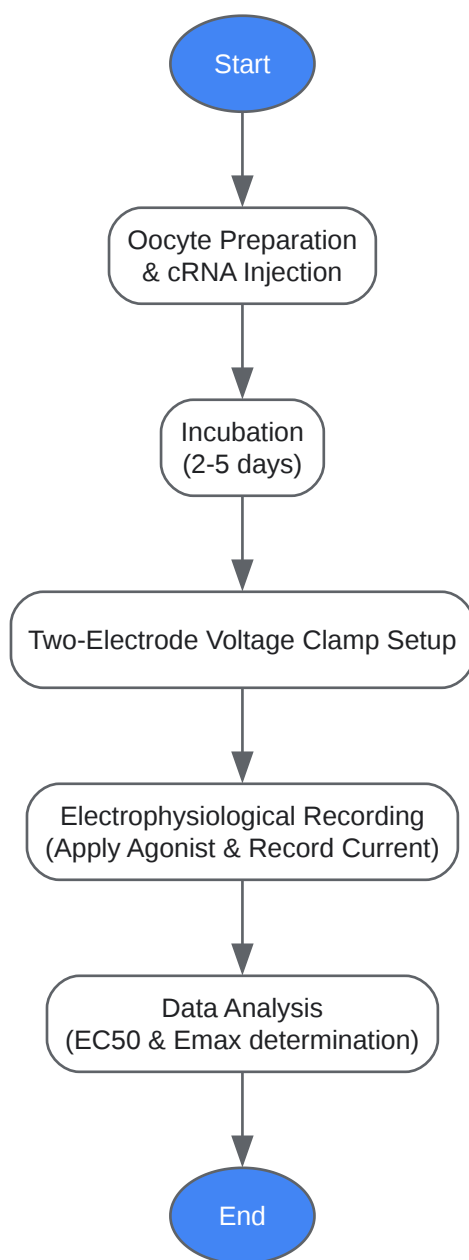 Start
Oocyte Preparation
& cRNA Injection
Incubation
(2-5 days)
Two-Electrode Voltage Clamp Setup
Electrophysiological Recording
(Apply Agonist & Record Current)
Data Analysis
(EC50 & Emax determination)
End